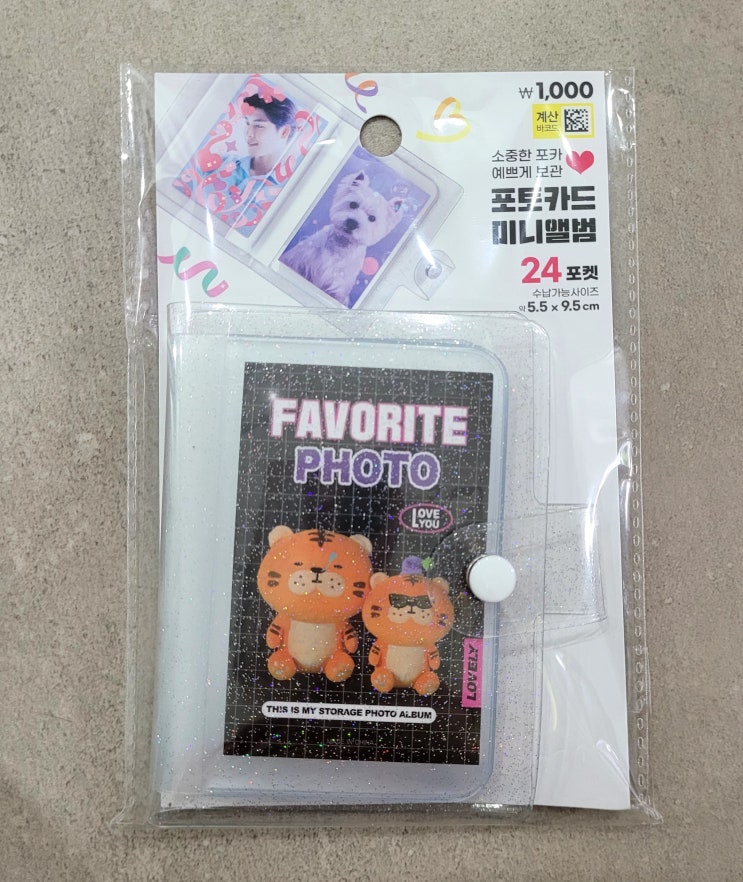 ₩1,000
계산
바코드
소중한 포카
예쁘게 보관
포토카드
미니앨범
24 포켓
수납가능사이즈
약 5.5 x 9.5 cm
FAVORITE
PHOTO
LOVE
YOU
LOVELY
THIS IS MY STORAGE PHOTO ALBUM